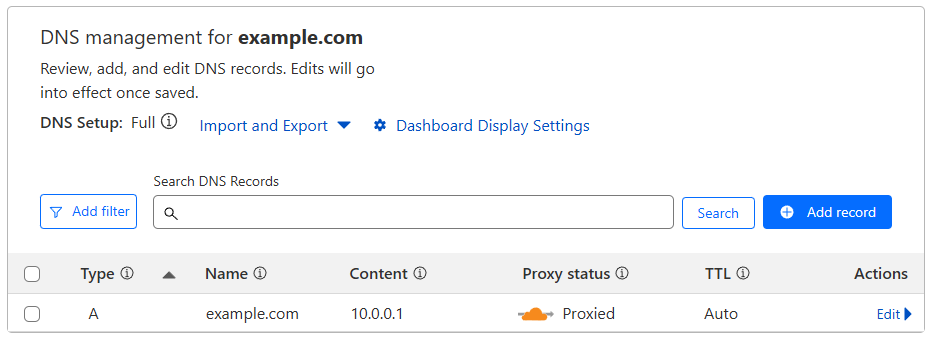 DNS management for example.com
Review, add, and edit DNS records. Edits will go
into effect once saved.
DNS Setup: Full Import and Export Dashboard Display Settings
Search DNS Records
Add filter Search Add record
Type Name Content Proxy status TTL Actions
A example.com 10.0.0.1 Proxied Auto Edit